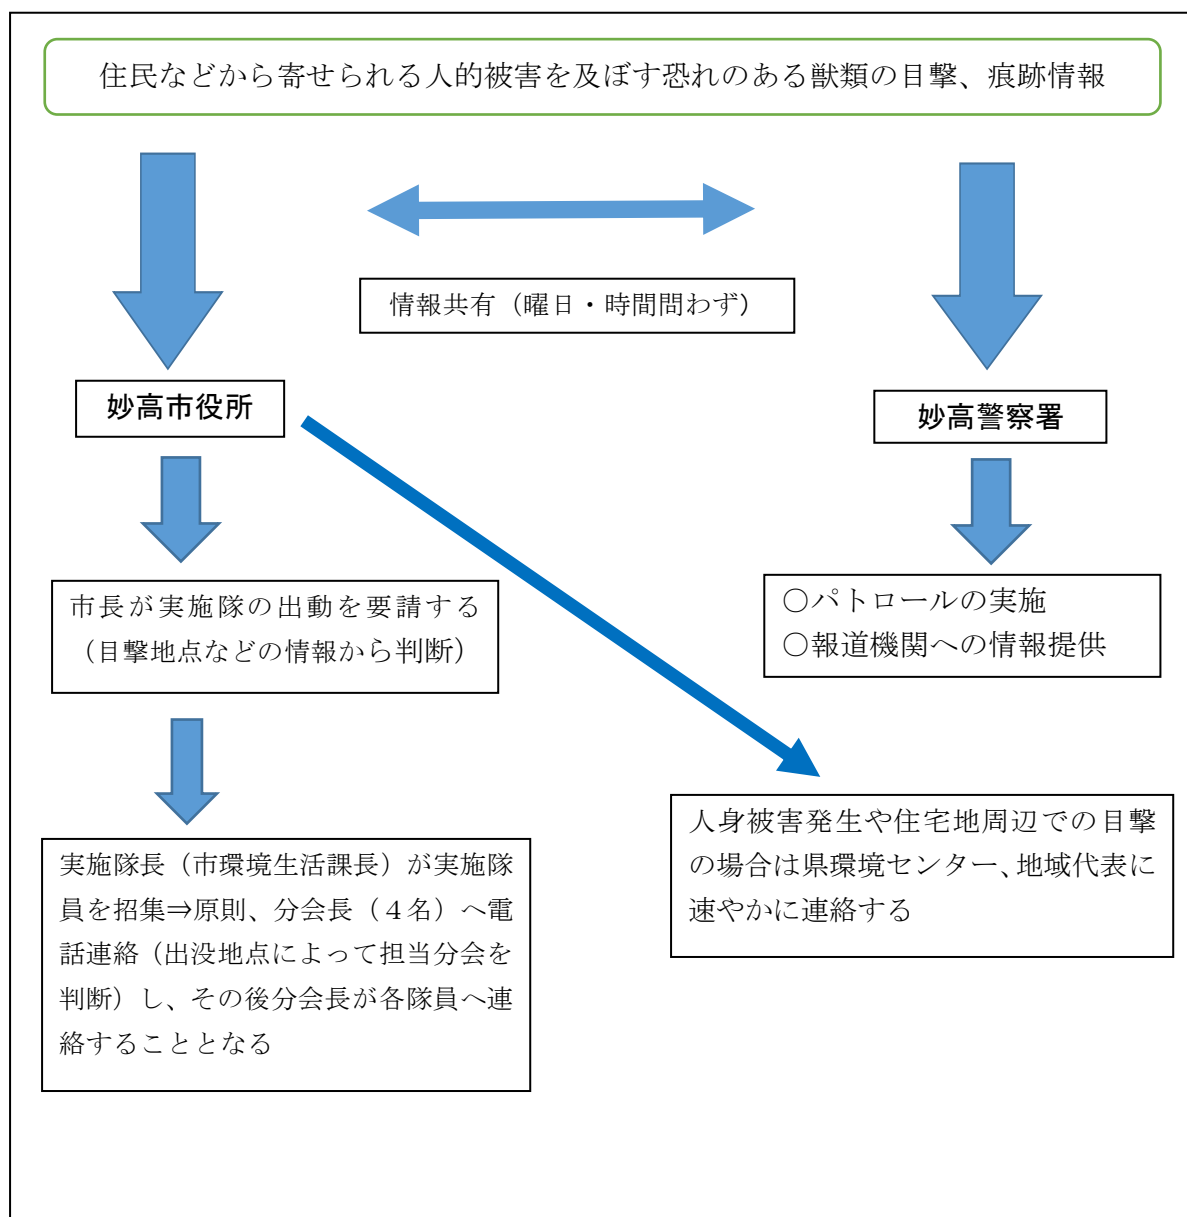 住民などから寄せられる人的被害を及ぼす恐れのある獣類の目撃、痕跡情報
情報共有（曜日・時間問わず）
妙高市役所
妙高警察署
市長が実施隊の出動を要請する
（目撃地点などの情報から判断）
〇パトロールの実施
〇報道機関への情報提供
実施隊長（市環境生活課長）が実施隊
員を招集⇒原則、分会長（４名）へ電
話連絡（出没地点によって担当分会を
判断）し、その後分会長が各隊員へ連
絡することとなる
人身被害発生や住宅地周辺での目撃
の場合は県環境センター、地域代表に
速やかに連絡する